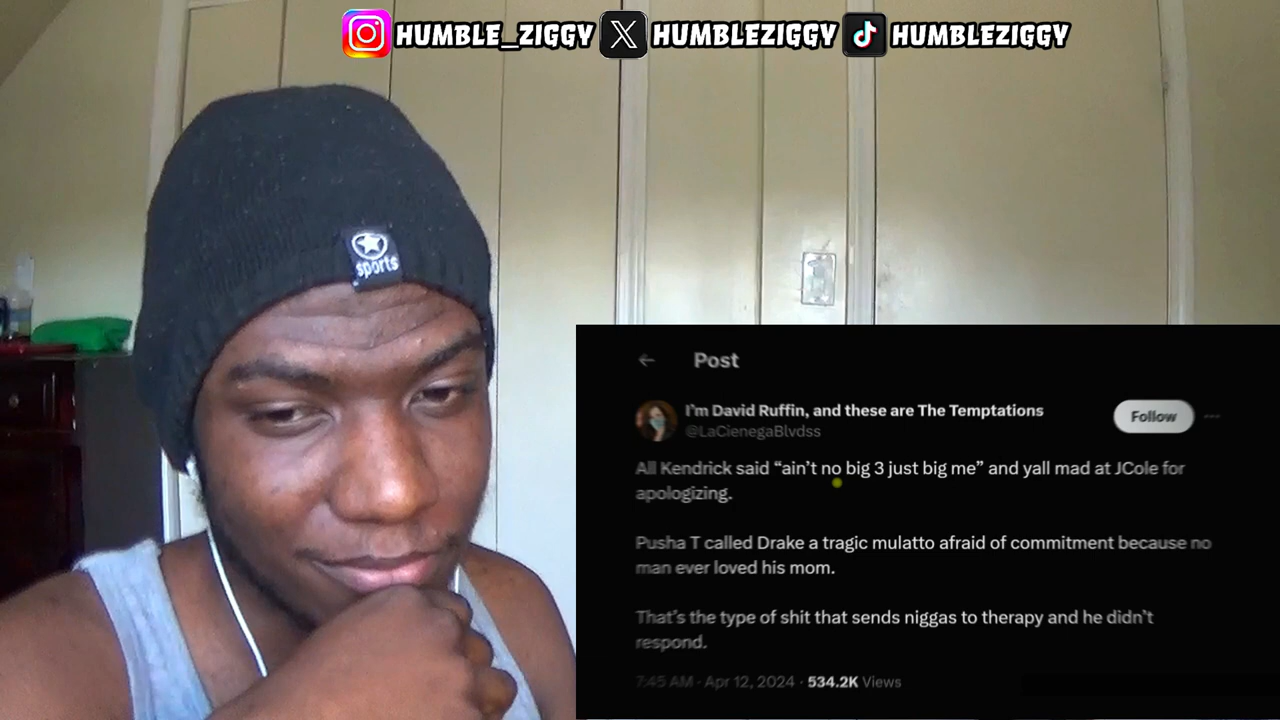 HUMBLE_ZIGGY HUMBLEZIGGY HUMBLEZIGGY
sports
Post
I'm David Ruffin, and these are The Temptations
@LaCienegaBlvdss
Follow
All Kendrick said “ain't no big 3 just big me” and yall mad at JCole for
apologizing.
Pusha T called Drake a tragic mulatto afraid of commitment because no
man ever loved his mom.
That's the type of shit that sends niggas to therapy and he didn't
respond.
7:45 AM · Apr 12, 2024 · 534.2K Views